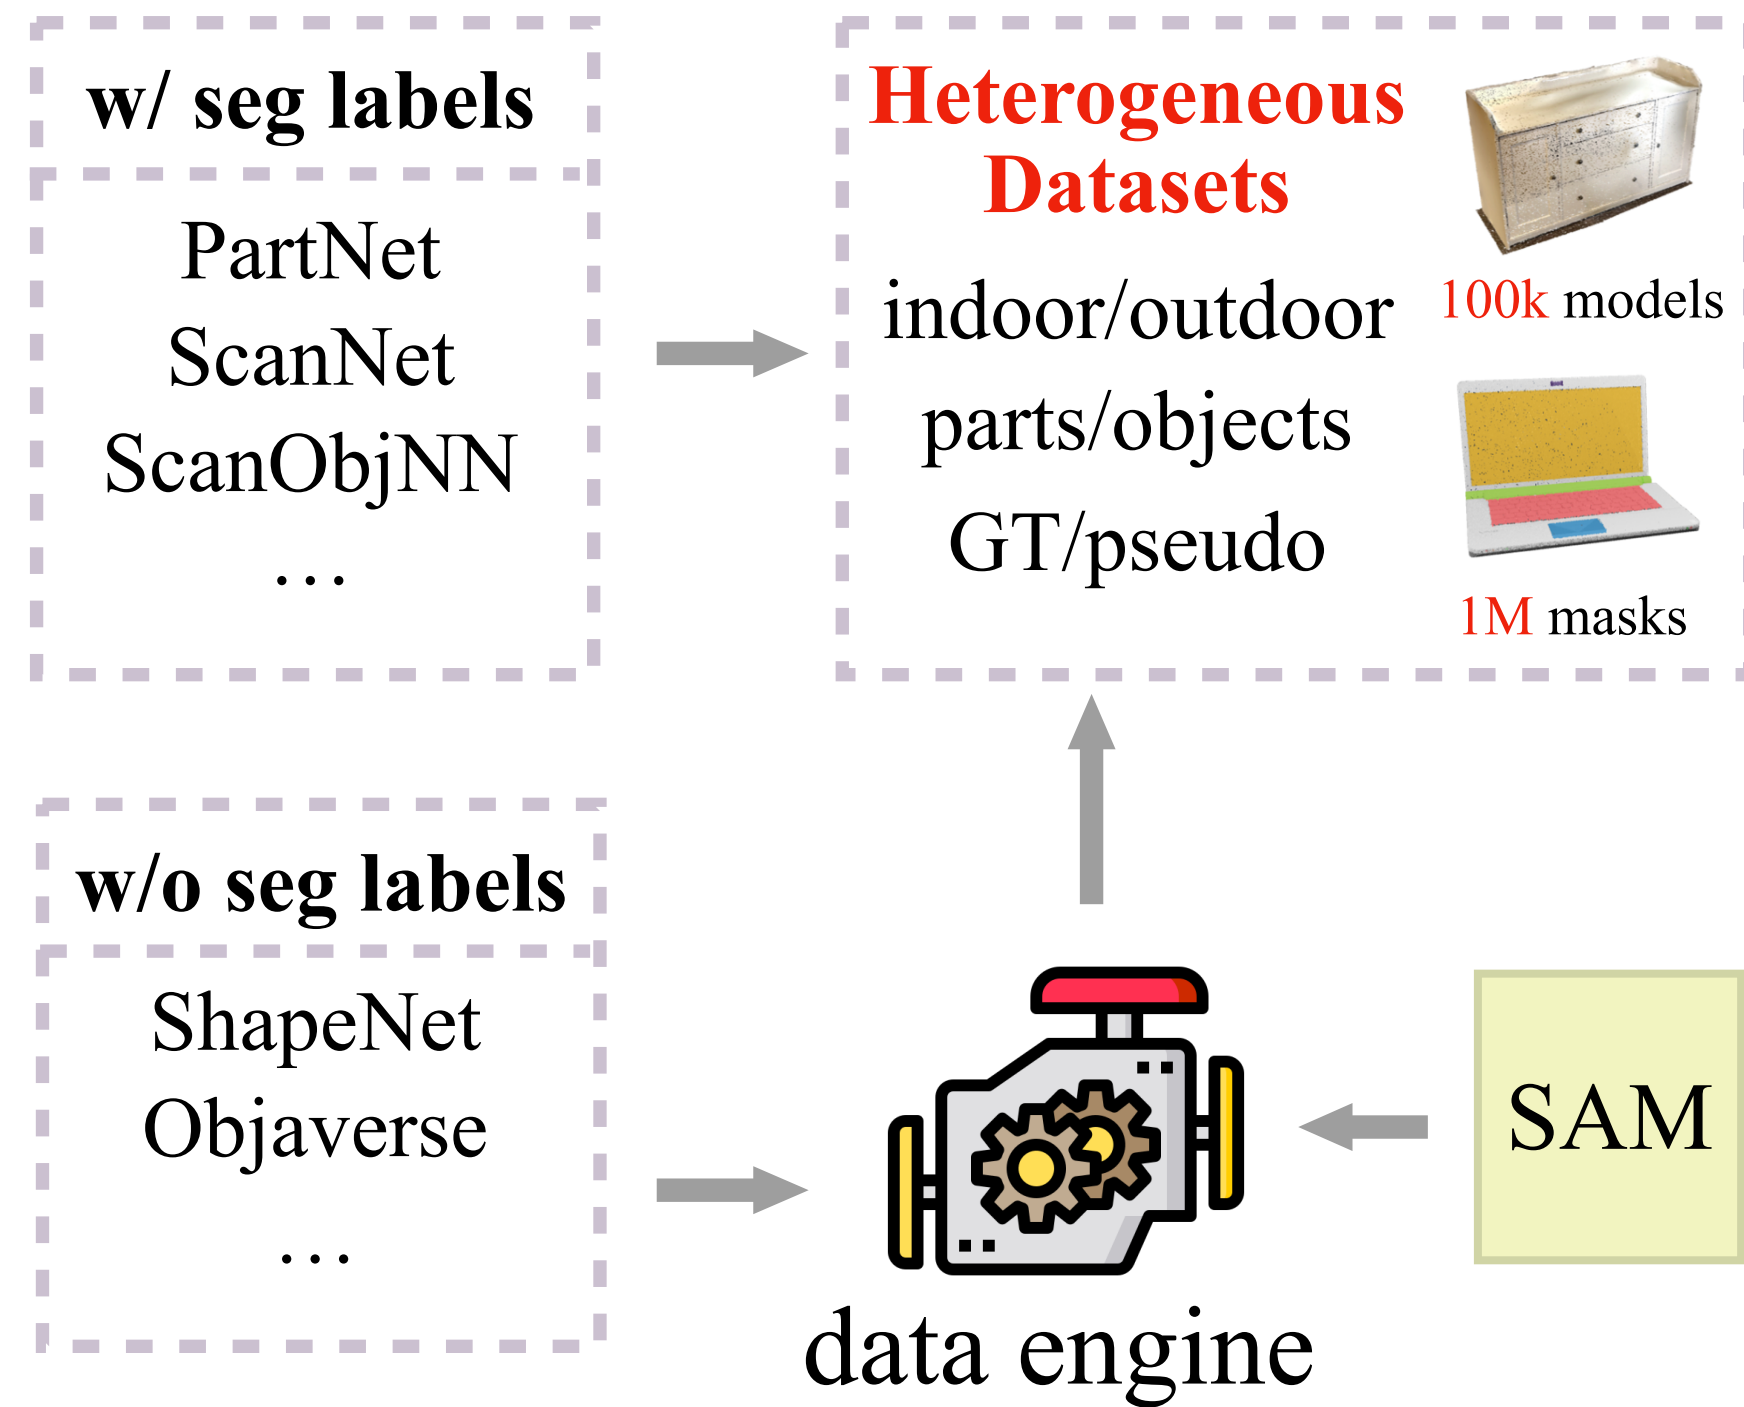 w/ seg labels
PartNet
ScanNet
ScanObjNN
...
Heterogeneous
Datasets
indoor/outdoor
parts/objects
GT/pseudo
100k models
1M masks
w/o seg labels
ShapeNet
Objaverse
...
data engine
SAM